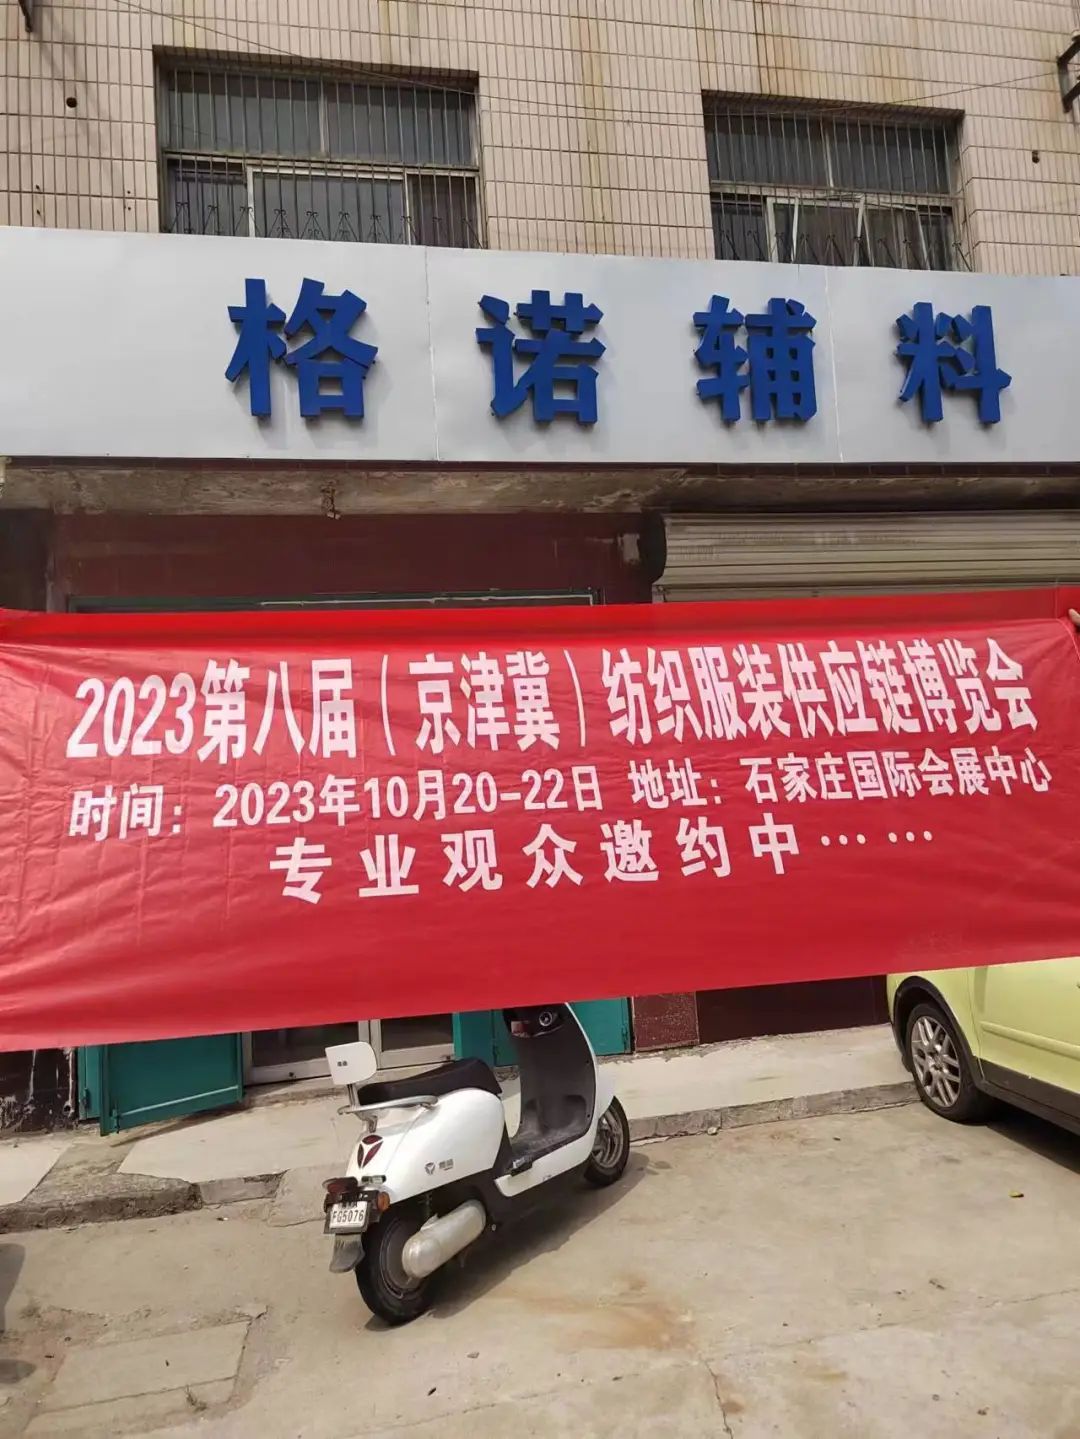 格诺辅料
2023第八届（京津冀）纺织服装供应链博览会
时间：2023年10月20-22日 地址：石家庄国际会展中心
专业观众邀约中⋯⋯
FG5076